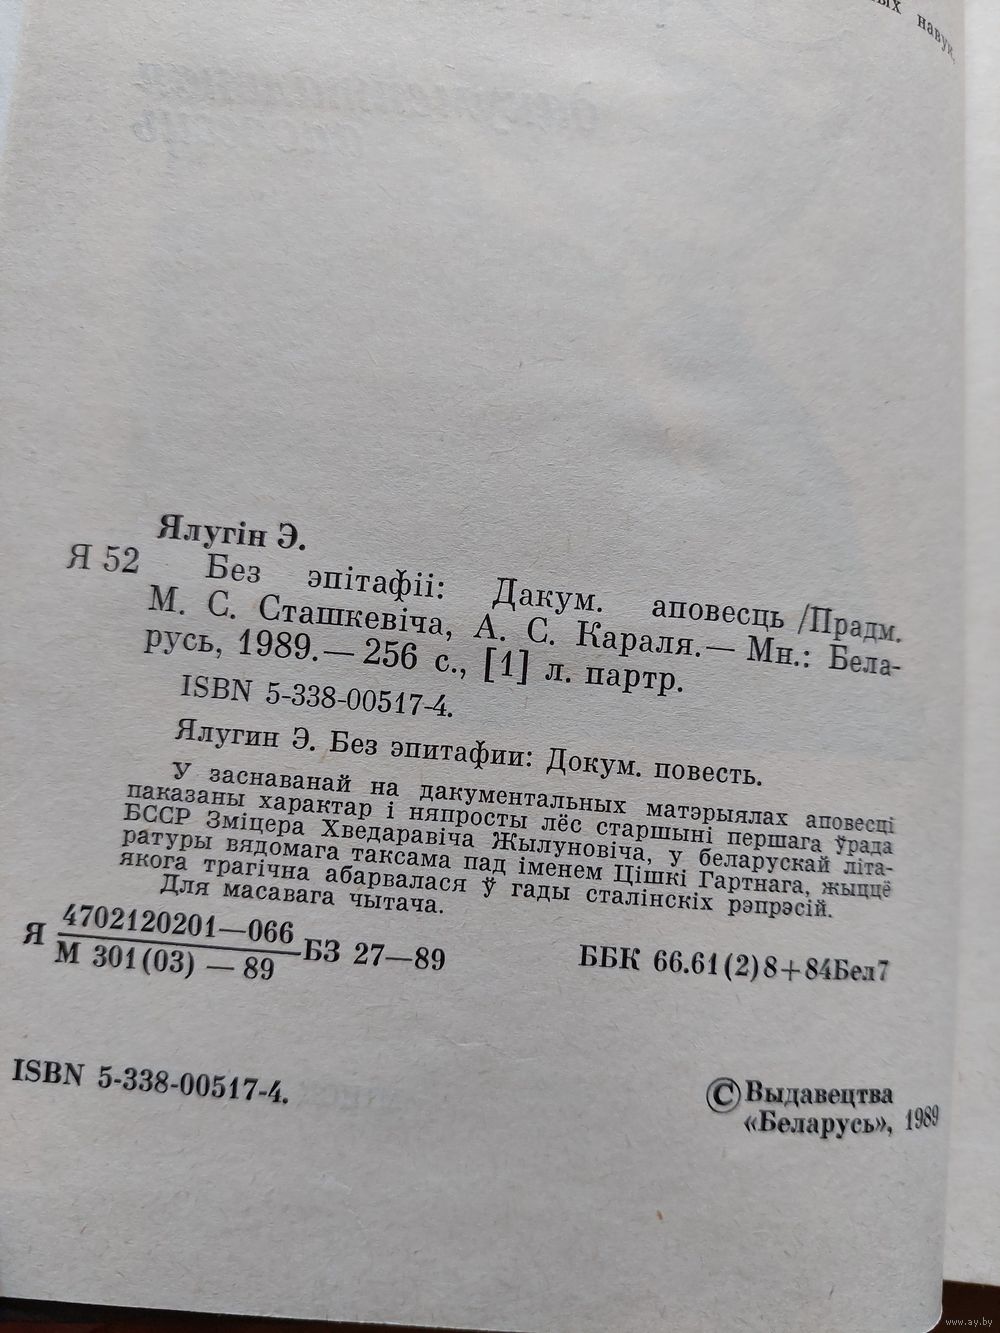 навук,
Ялугін Э.
Я 52 Без эпітафіі: Дакум. аповесць /Прадм.
М. С. Сташкевіча, А. С. Караля.— Мн.: Бела-
русь, 1989.— 256 с., [1] л. партр.
ISBN 5-338-00517-4.
Ялугин Э. Без эпитафии: Докум. повесть.
У заснаванай на дакументальных матэрыялах аповесці
паказаны характар і няпросты лёс старшыні першага ўрада
БССР Зміцера Хведаравіча Жылуновіча, у беларускай літа-
ратуры вядомага таксама пад іменем Цішкі Гартнага, жыццё
якога трагічна абарвалася ў гады сталінскіх рэпрэсій.
Для масавага чытача.
Я 4702120201—066
М 301(03) — 89 БЗ 27—89 ББК 66.61(2)8+84Бел7
ISBN 5-338-00517-4.
© Выдавецтва
«Беларусь», 1989
www.ay.by